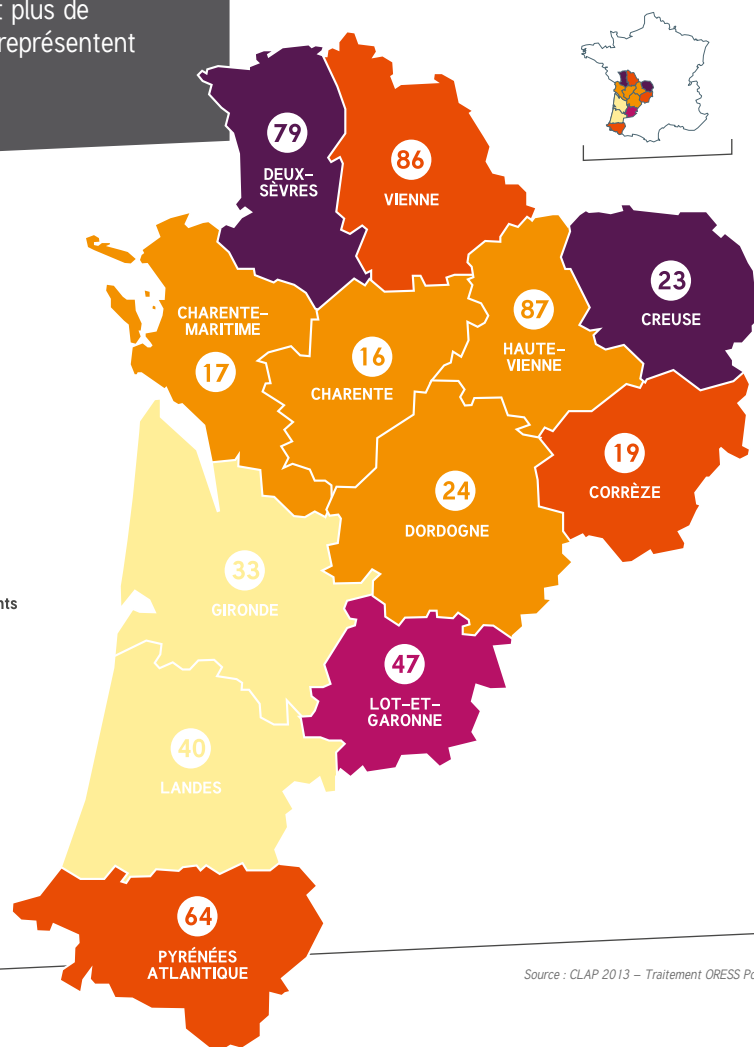 plus de
représentent
79
DEUX-
SÈVRES
86
VIENNE
23
CREUSE
CHARENTE-
MARITIME
17
16
CHARENTE
87
HAUTE-
VIENNE
19
CORRÈZE
24
DORDOGNE
33
GIRONDE
47
LOT-ET-
GARONNE
40
LANDES
64
PYRÉNÉES
ATLANTIQUE
Source : CLAP 2013 – Traitement ORESS